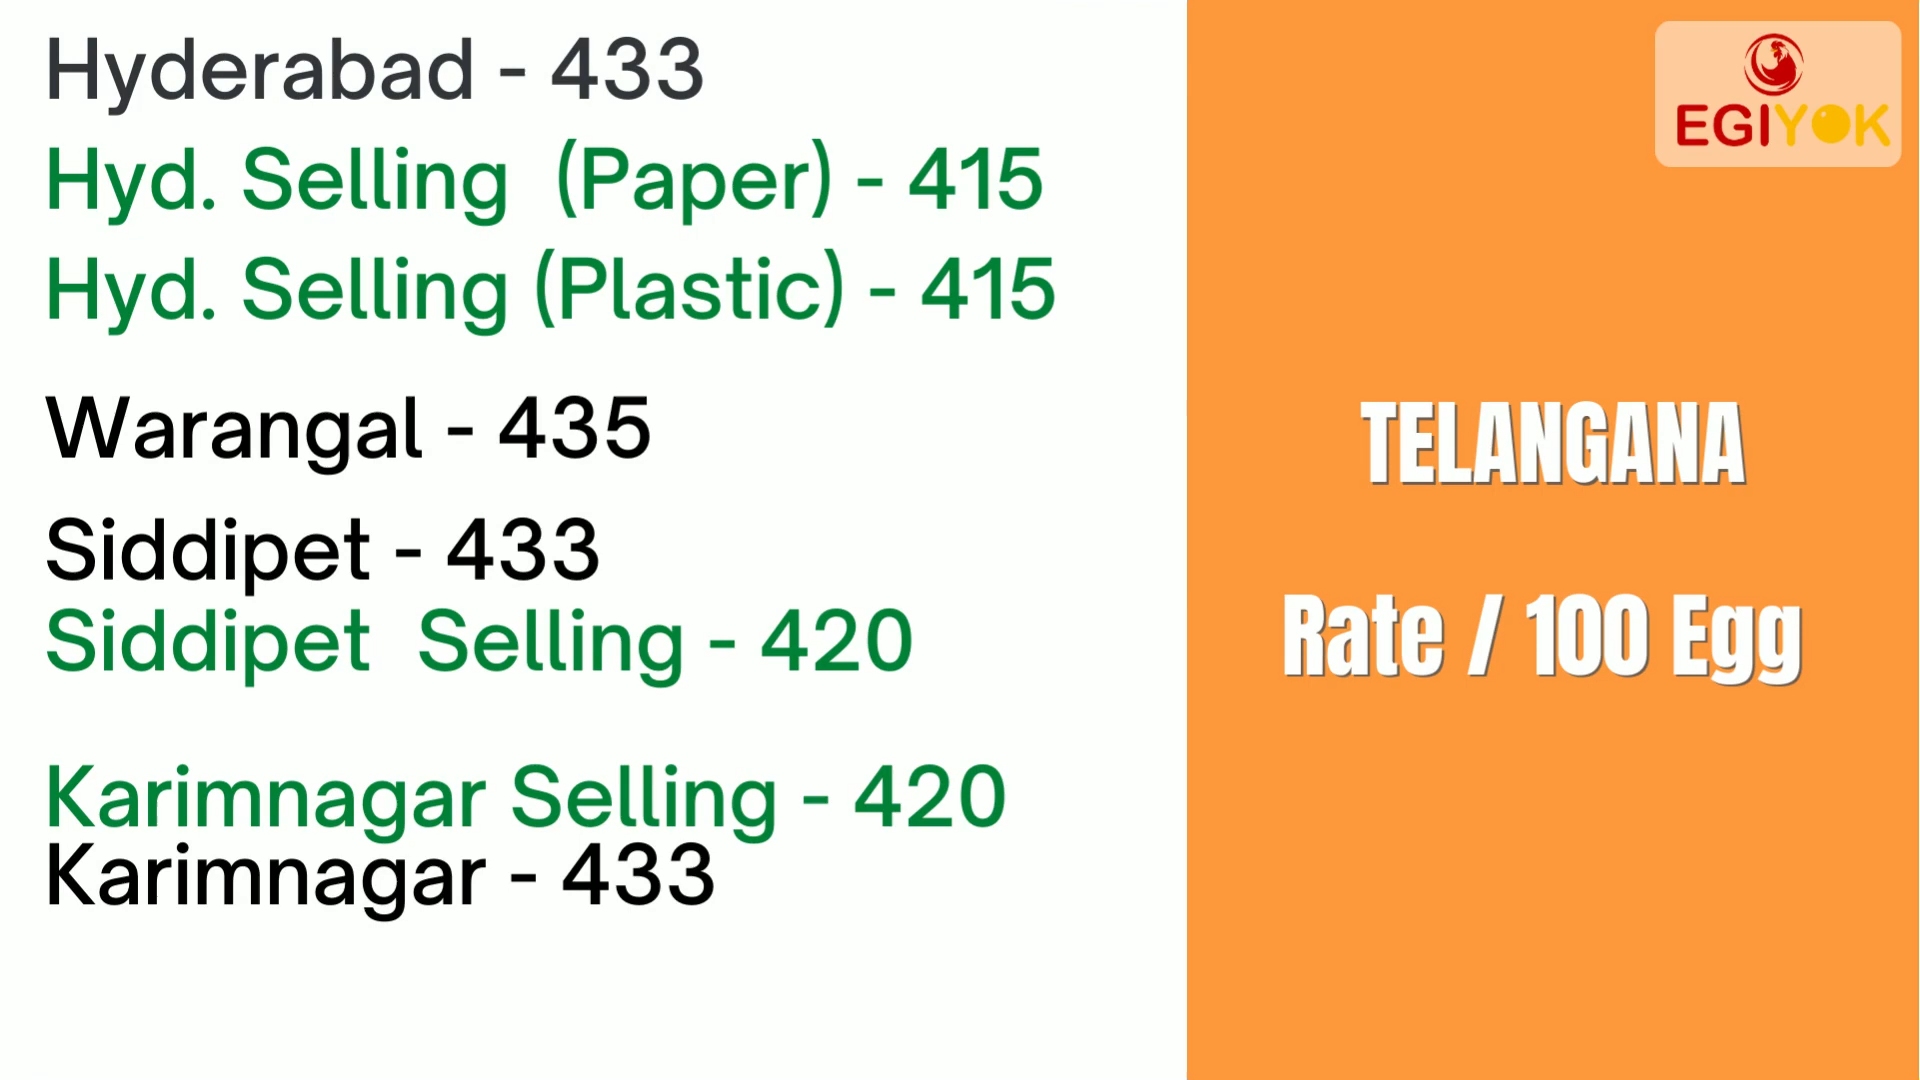 Hyderabad - 433
Hyd. Selling (Paper) - 415
Hyd. Selling (Plastic) - 415
Warangal - 435
Siddipet - 433
Siddipet Selling - 420
Karimnagar Selling - 420
Karimnagar - 433
EGIYOK
TELANGANA
Rate / 100 Egg